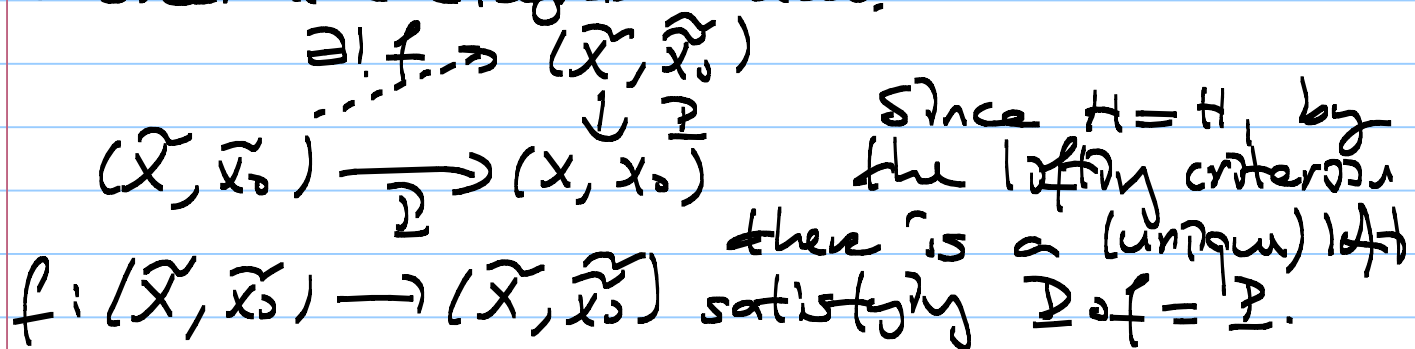 ∃! f (X̃, x̃̃₀)
↓ p since H = H, by
(X̃, x̃₀) ⟶ (X, x₀) the lifting criterion
p there is a (unique) lift
f: (X̃, x̃₀) ⟶ (X̃, x̃̃₀) satisfying p∘f = p.